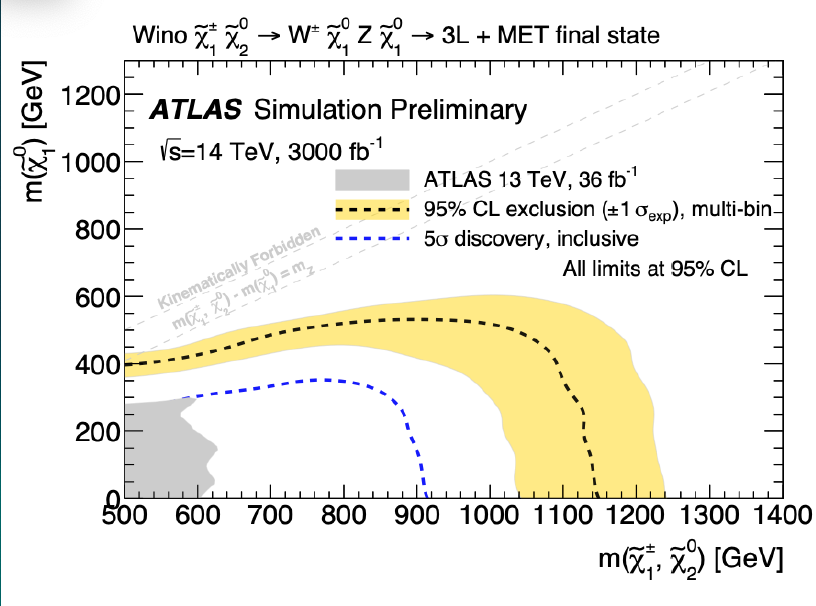 Wino χ̃₁± χ̃₂⁰ → W± χ̃₁⁰ Z χ̃₁⁰ → 3L + MET final state
m(χ̃₁⁰) [GeV]
1200
1000
800
600
400
200
0
ATLAS Simulation Preliminary
√s=14 TeV, 3000 fb⁻¹
ATLAS 13 TeV, 36 fb⁻¹
95% CL exclusion (±1 σexp), multi-bin
5σ discovery, inclusive
All limits at 95% CL
Kinematically Forbidden
m(χ̃₁±, χ̃₂⁰) - m(χ̃₁⁰) = mZ
500 600 700 800 900 1000 1100 1200 1300 1400
m(χ̃₁±, χ̃₂⁰) [GeV]